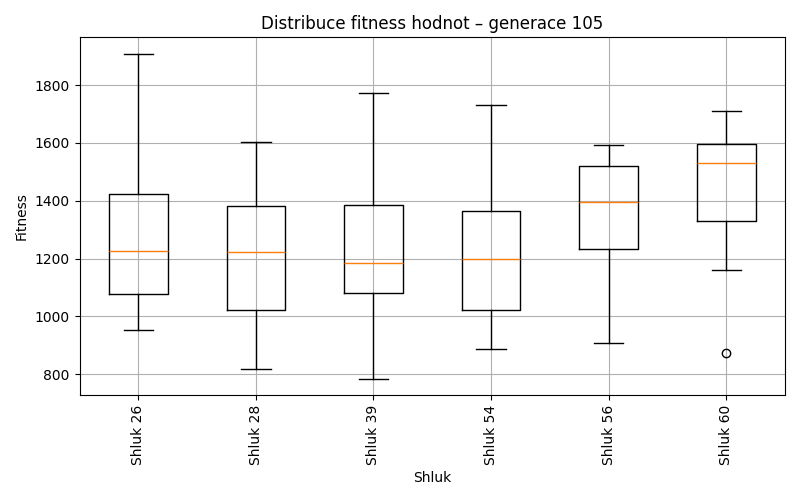 Distribuce fitness hodnot – generace 105
Fitness
1800
1600
1400
1200
1000
800
Shluk 26
Shluk 28
Shluk 39
Shluk 54
Shluk 56
Shluk 60
Shluk